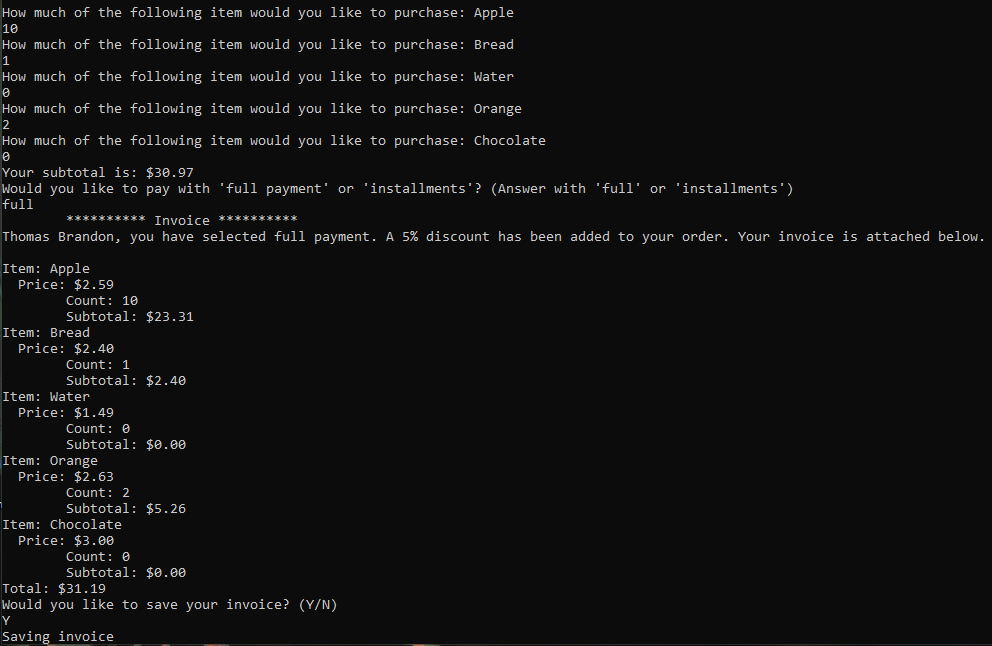 How much of the following item would you like to purchase: Apple
10
How much of the following item would you like to purchase: Bread
1
How much of the following item would you like to purchase: Water
0
How much of the following item would you like to purchase: Orange
2
How much of the following item would you like to purchase: Chocolate
0
Your subtotal is: $30.97
Would you like to pay with 'full payment' or 'installments'? (Answer with 'full' or 'installments')
full
********** Invoice **********
Thomas Brandon, you have selected full payment. A 5% discount has been added to your order. Your invoice is attached below.
Item: Apple
Price: $2.59
Count: 10
Subtotal: $23.31
Item: Bread
Price: $2.40
Count: 1
Subtotal: $2.40
Item: Water
Price: $1.49
Count: 0
Subtotal: $0.00
Item: Orange
Price: $2.63
Count: 2
Subtotal: $5.26
Item: Chocolate
Price: $3.00
Count: 0
Subtotal: $0.00
Total: $31.19
Would you like to save your invoice? (Y/N)
Y
Saving invoice